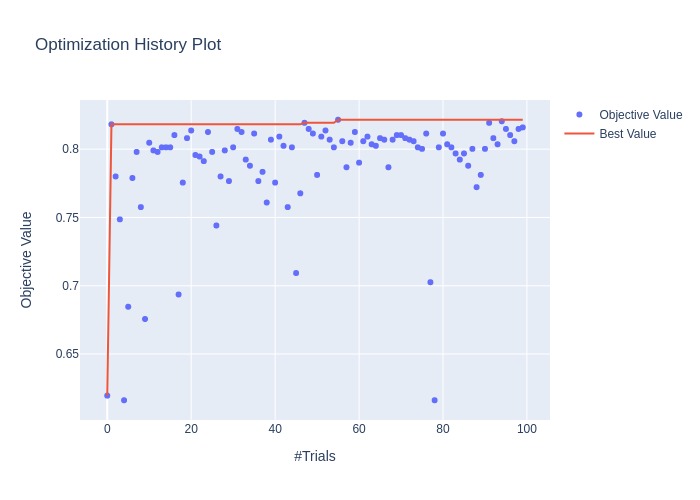 Optimization History Plot
Objective Value
Best Value
0.8
0.75
0.7
0.65
Objective Value
0
20
40
60
80
100
#Trials